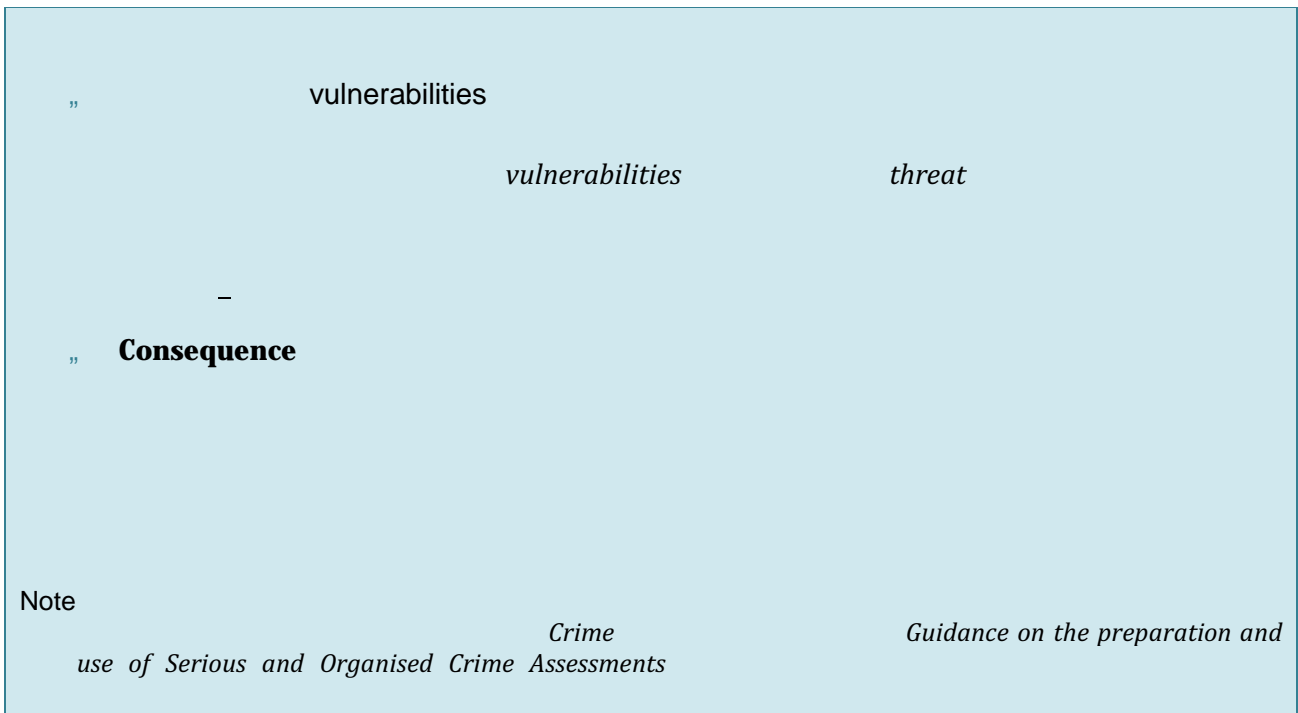 „ vulnerabilities
vulnerabilities threat
–
„ Consequence
Note
Crime Guidance on the preparation and
use of Serious and Organised Crime Assessments